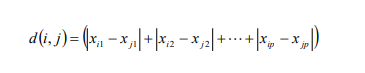 d(i, j) = (|x_{i1} − x_{j1}| + |x_{i2} − x_{j2}| + ⋯ + |x_{ip} − x_{jp}|)